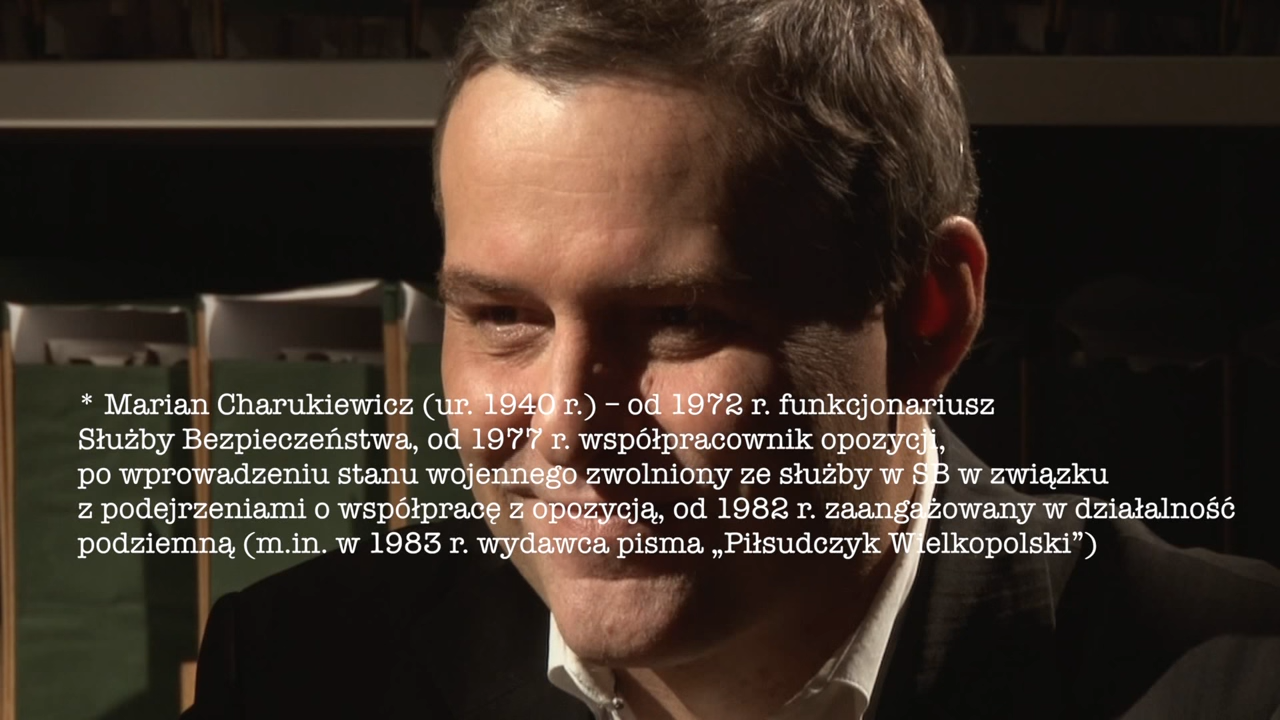 * Marian Charukiewicz (ur. 1940 r.) – od 1972 r. funkcjonariusz
Służby Bezpieczeństwa, od 1977 r. współpracownik opozycji,
po wprowadzeniu stanu wojennego zwolniony ze służby w SB w związku
z podejrzeniami o współpracę z opozycją, od 1982 r. zaangażowany w działalność
podziemną (m.in. w 1983 r. wydawca pisma „Piłsudczyk Wielkopolski”)